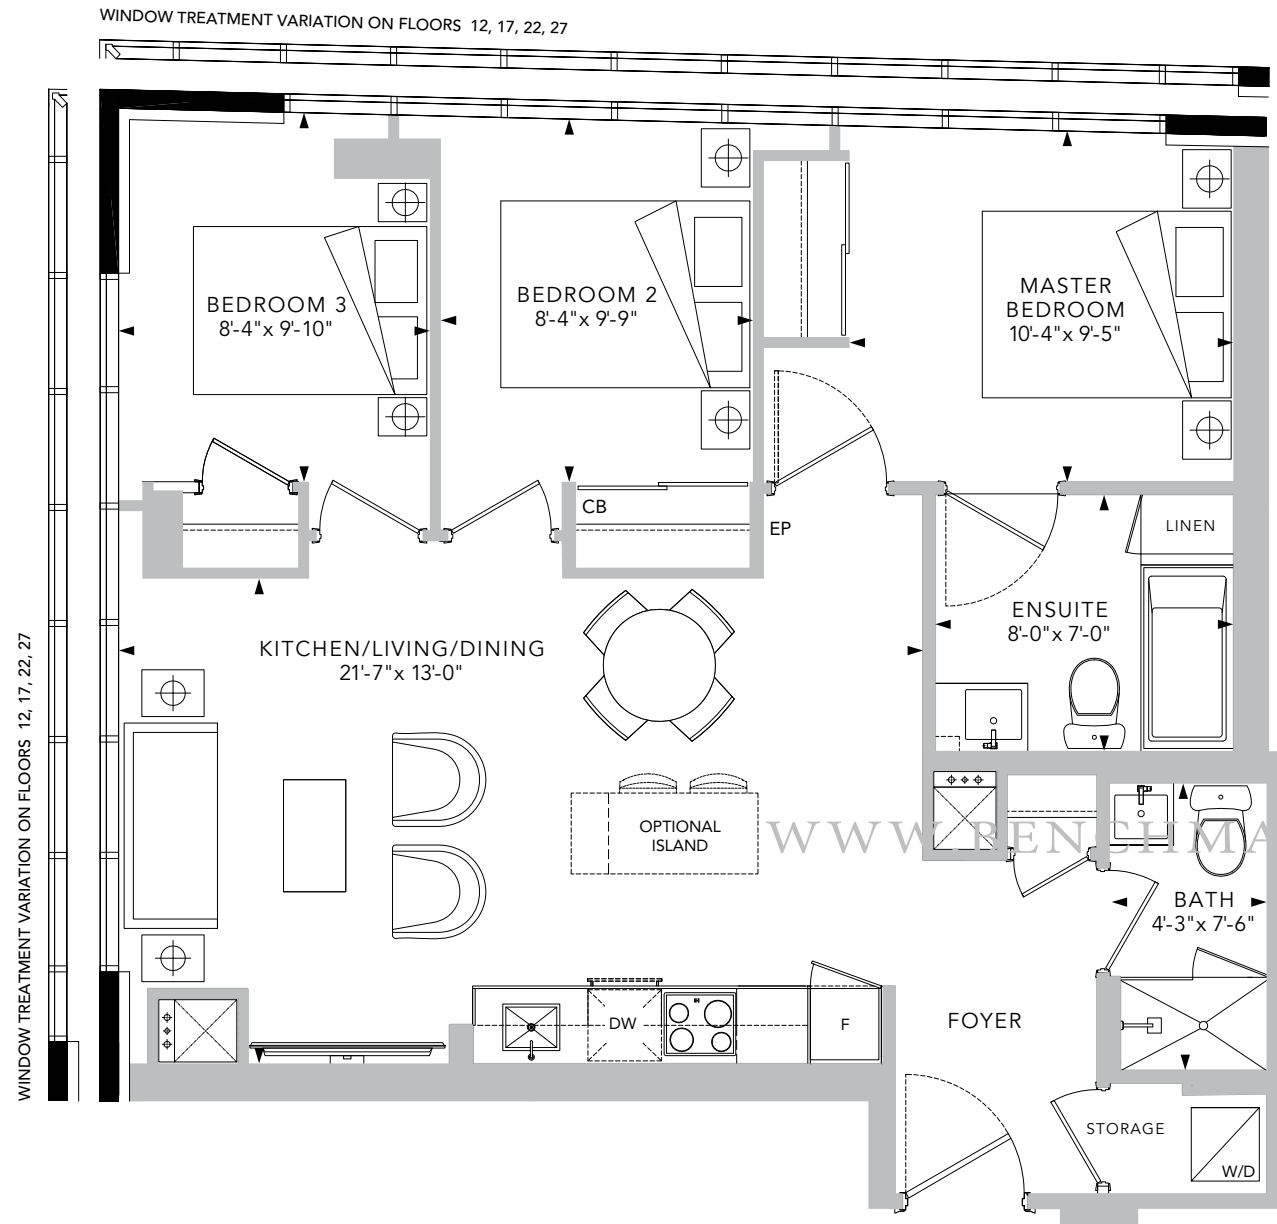 WINDOW TREATMENT VARIATION ON FLOORS 12, 17, 22, 27
BEDROOM 3
8'-4"x 9'-10"
BEDROOM 2
8'-4"x 9'-9"
MASTER
BEDROOM
10'-4"x 9'-5"
CB
EP
LINEN
ENSUITE
8'-0"x 7'-0"
KITCHEN/LIVING/DINING
21'-7"x 13'-0"
WINDOW TREATMENT VARIATION ON FLOORS 12, 17, 22, 27
OPTIONAL
ISLAND
WWW.BENCHMA
BATH
4'-3"x 7'-6"
DW
F
FOYER
STORAGE
W/D